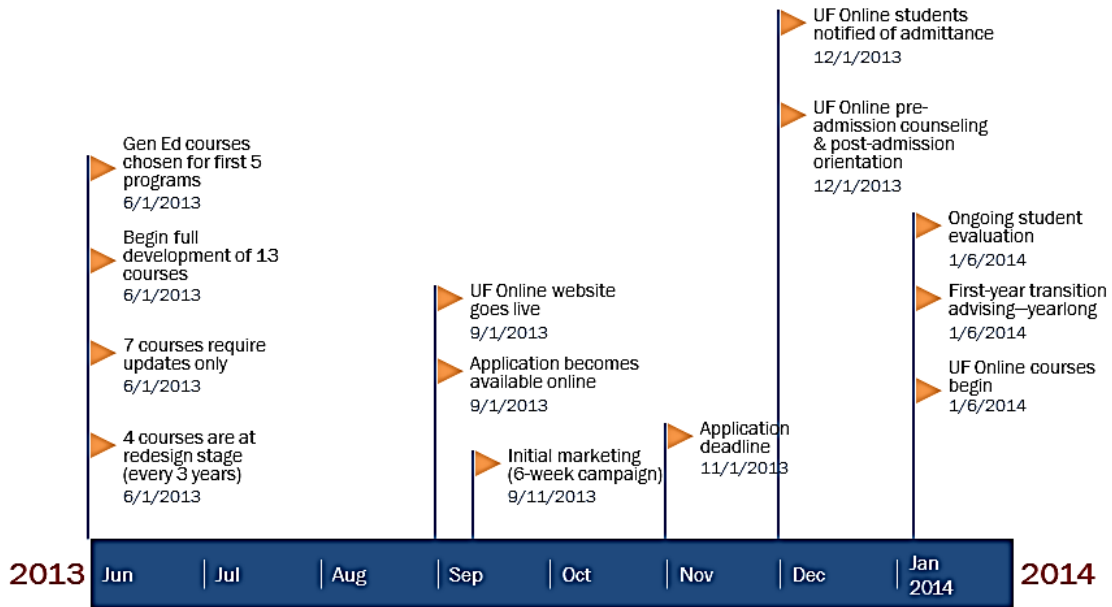 Gen Ed courses
chosen for first 5
programs
6/1/2013
Begin full
development of 13
courses
6/1/2013
7 courses require
updates only
6/1/2013
4 courses are at
redesign stage
(every 3 years)
6/1/2013
UF Online website
goes live
9/1/2013
Application becomes
available online
9/1/2013
Initial marketing
(6-week campaign)
9/11/2013
Application
deadline
11/1/2013
UF Online students
notified of admittance
12/1/2013
UF Online pre-
admission counseling
& post-admission
orientation
12/1/2013
Ongoing student
evaluation
1/6/2014
First-year transition
advising—yearlong
1/6/2014
UF Online courses
begin
1/6/2014
2013
Jun
Jul
Aug
Sep
Oct
Nov
Dec
Jan
2014
2014